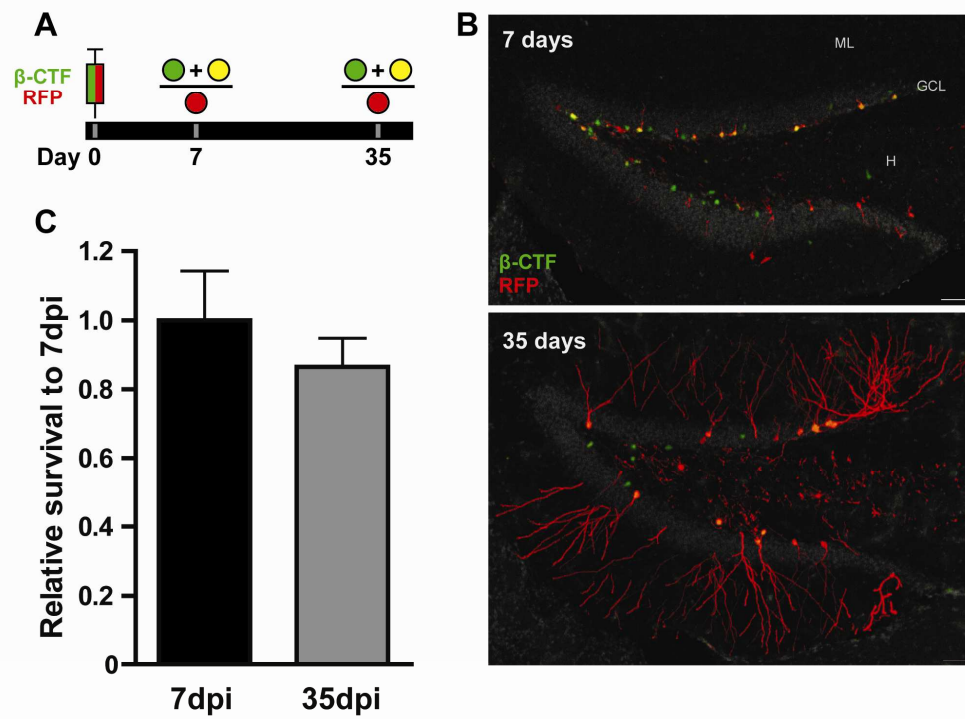 A
β-CTF
RFP
+
+
Day 0
7
35
B
7 days
ML
GCL
H
β-CTF
RFP
35 days
C
Relative survival to 7dpi
1.2
1.0
0.8
0.6
0.4
0.2
0
7dpi
35dpi